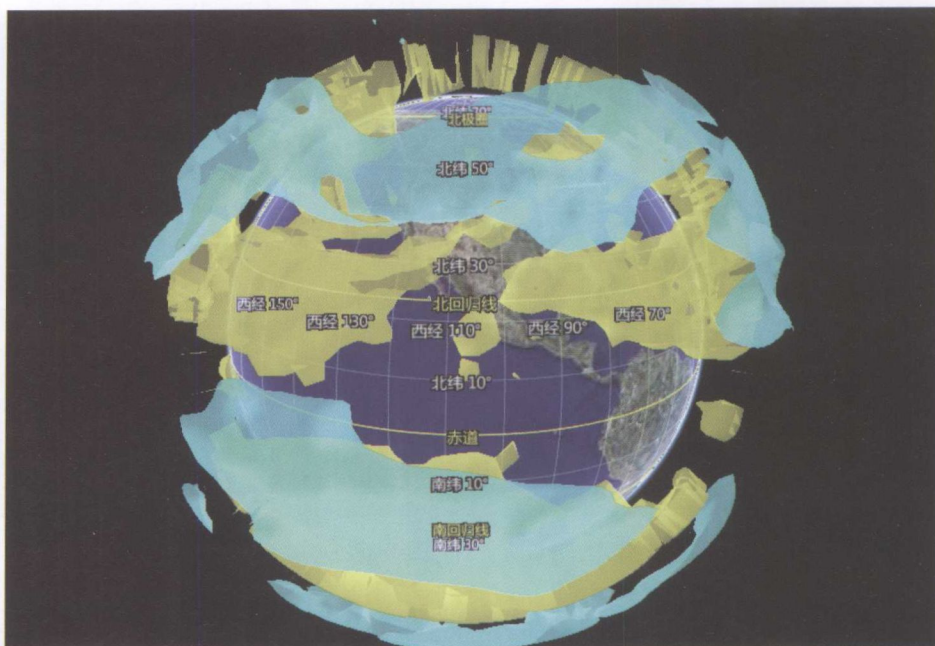 北极圈
北纬 50°
北纬 30°
北回归线
西经 150°
西经 130°
西经 110°
西经 90°
西经 70°
北纬 10°
赤道
南纬 10°
南回归线
南纬 30°